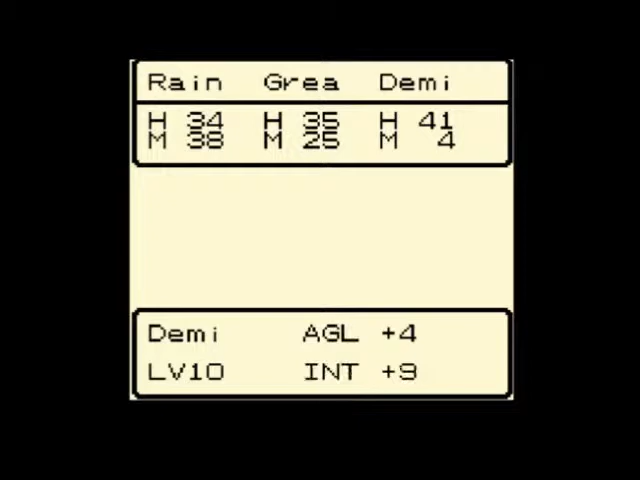 Rain Grea Demi
H 34 H 35 H 41
M 38 M 25 M 4
Demi AGL +4
LV10 INT +9